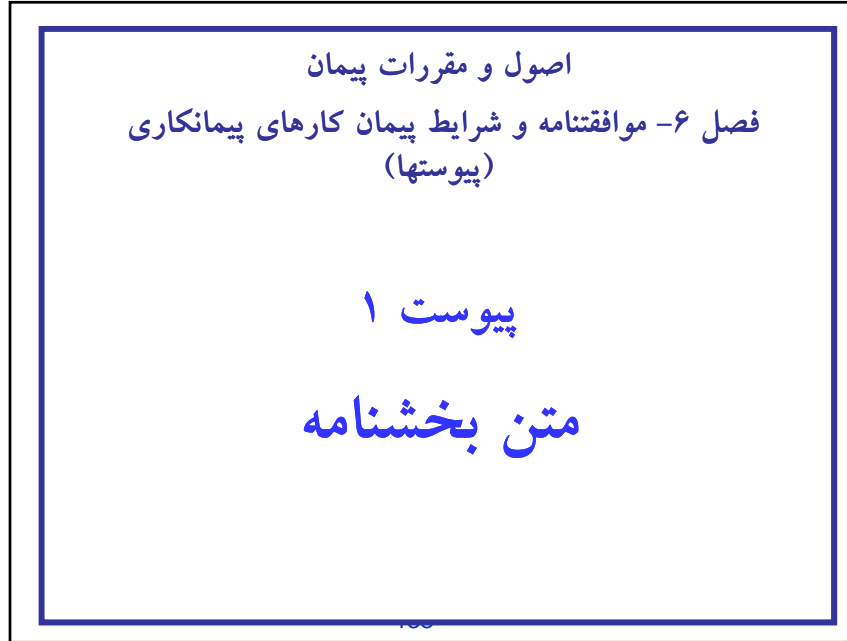 اصول و مقررات پیمان
فصل ۶- موافقتنامه و شرایط پیمان کارهای پیمانکاری
(پیوستها)
پیوست ۱
متن بخشنامه